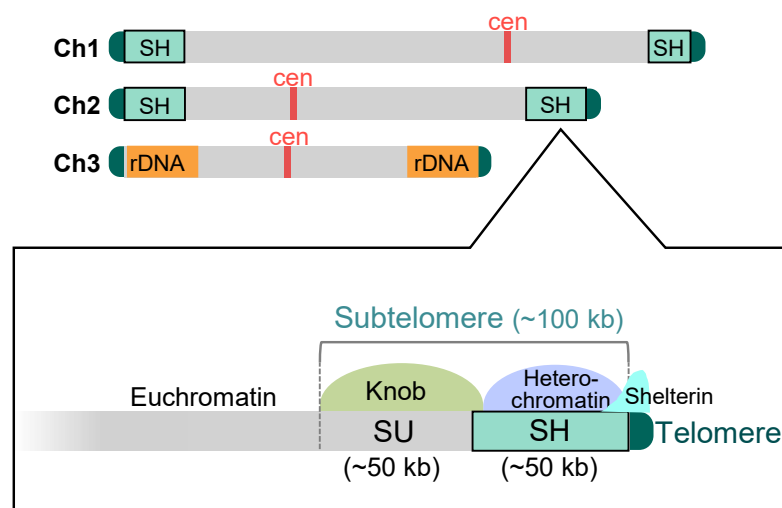 cen
Ch1 SH SH
cen
Ch2 SH SH
cen
Ch3 rDNA rDNA
Subtelomere (~100 kb)
Knob
Hetero-
chromatin
Euchromatin
Shelterin
SU SH
Telomere
(~50 kb) (~50 kb)